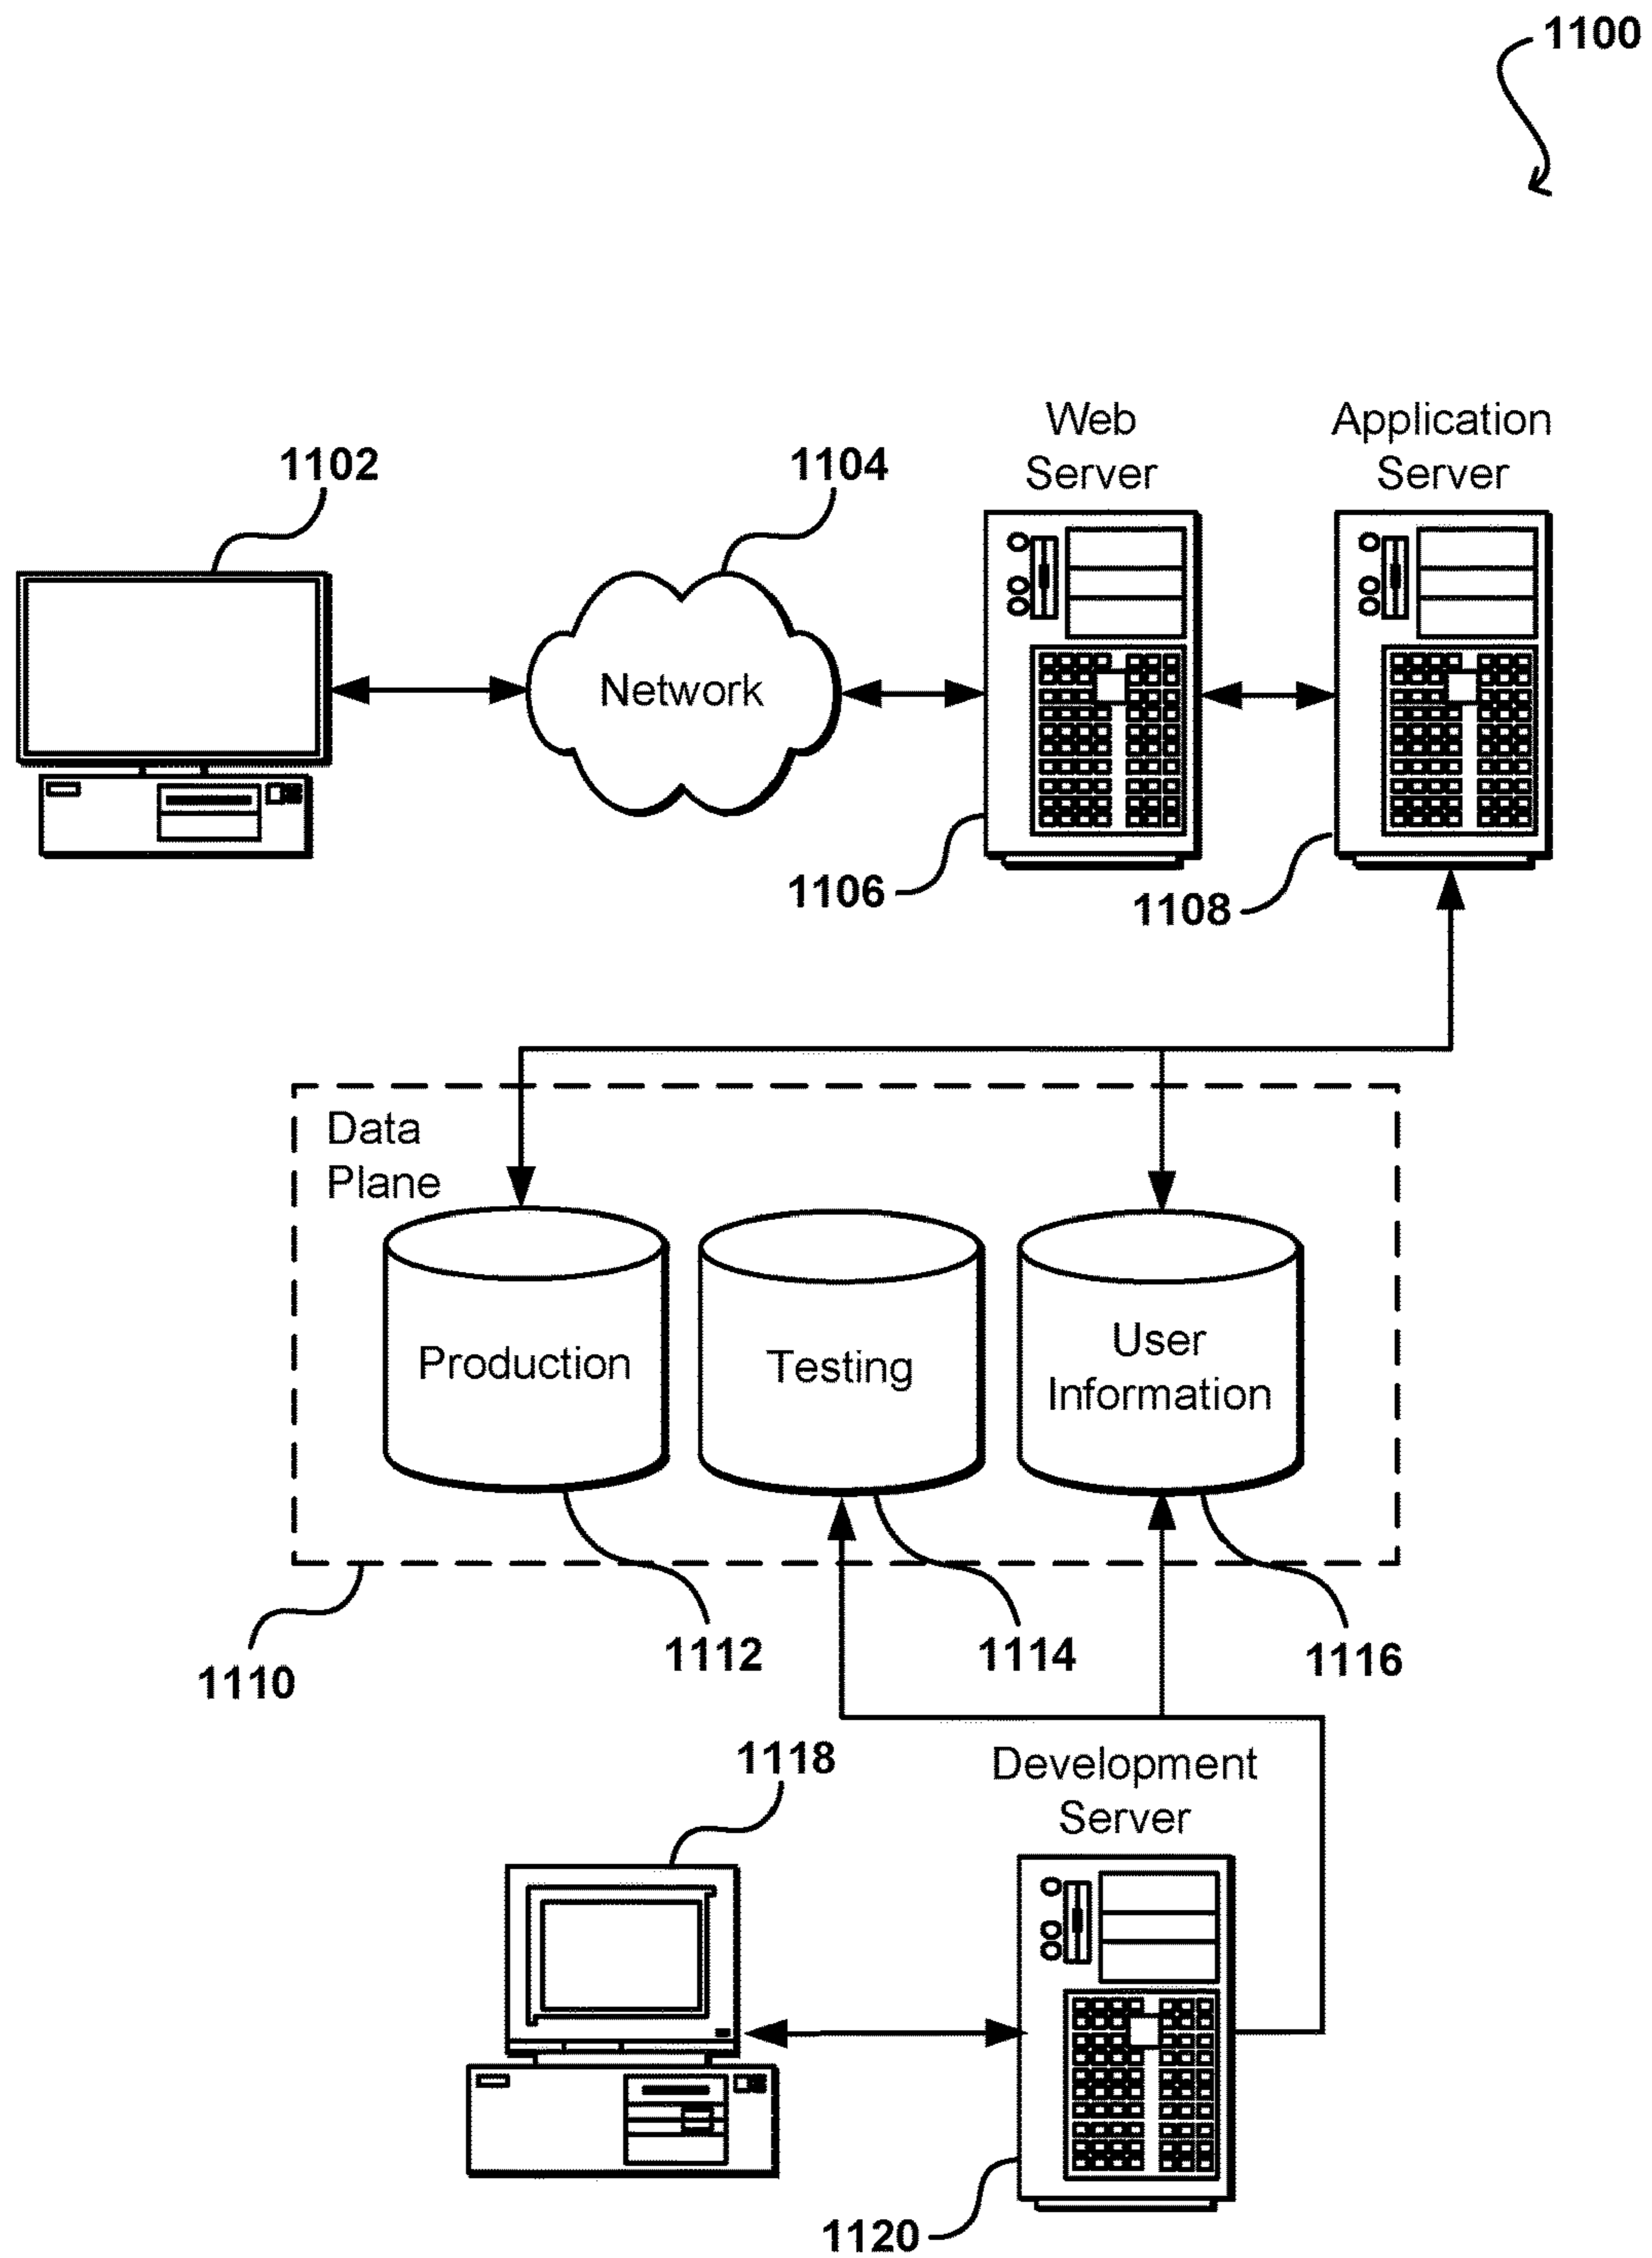 1100
Web
Server
Application
Server
1102
1104
Network
1106
1108
Data
Plane
Production
Testing
User
Information
1110
1112
1114
1116
1118
Development
Server
1120